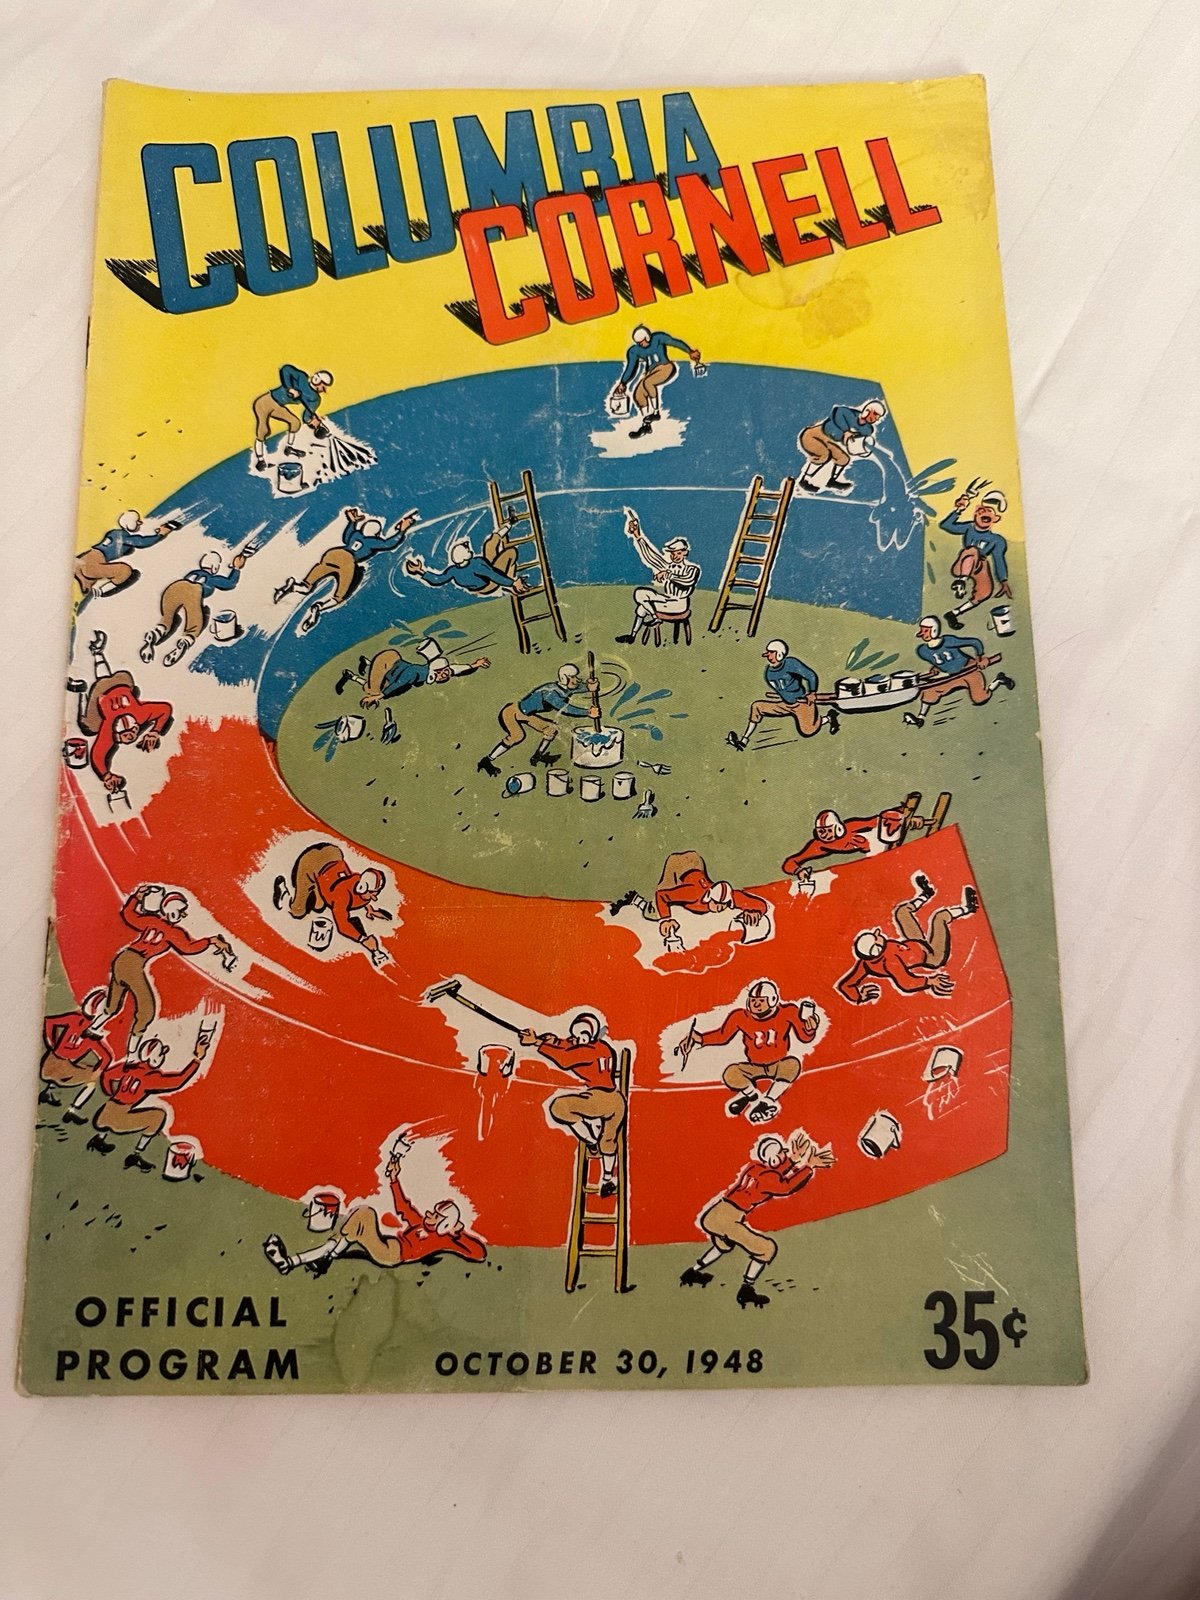 COLUMBIA
CORNELL
OFFICIAL
PROGRAM
OCTOBER 30, 1948
35¢